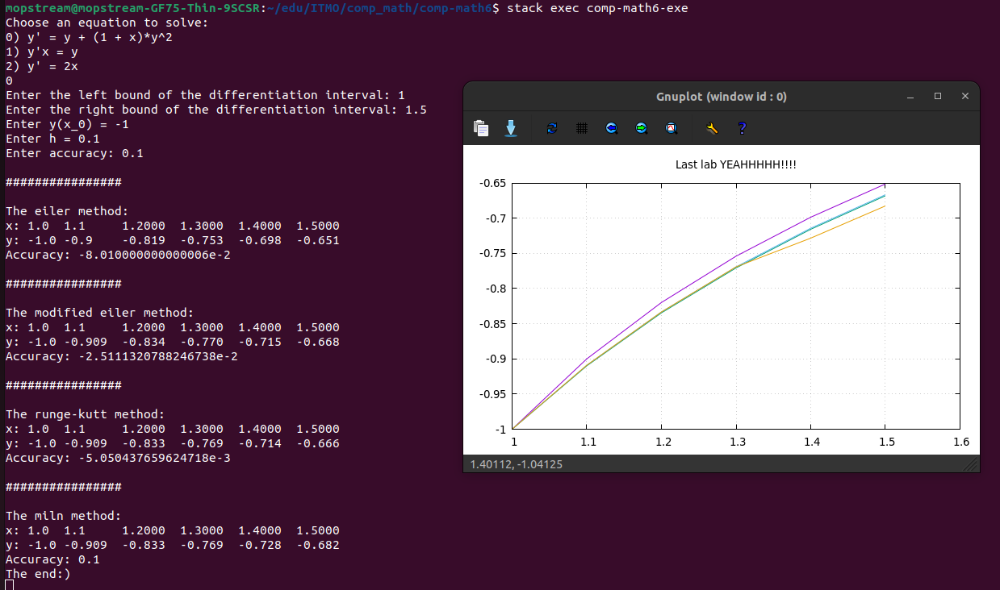 mopstream@mopstream-GF75-Thin-9SCSR:~/edu/ITMO/comp_math/comp-math6$ stack exec comp-math6-exe
Choose an equation to solve:
0) y' = y + (1 + x)*y^2
1) y'x = y
2) y' = 2x
0
Enter the left bound of the differentiation interval: 1
Enter the right bound of the differentiation interval: 1.5
Enter y(x_0) = -1
Enter h = 0.1
Enter accuracy: 0.1
################
The eiler method:
x: 1.0 1.1 1.2000 1.3000 1.4000 1.5000
y: -1.0 -0.9 -0.819 -0.753 -0.698 -0.651
Accuracy: -8.010000000000006e-2
################
The modified eiler method:
x: 1.0 1.1 1.2000 1.3000 1.4000 1.5000
y: -1.0 -0.909 -0.834 -0.770 -0.715 -0.668
Accuracy: -2.5111320788246738e-2
################
The runge-kutt method:
x: 1.0 1.1 1.2000 1.3000 1.4000 1.5000
y: -1.0 -0.909 -0.833 -0.769 -0.714 -0.666
Accuracy: -5.050437659624718e-3
################
The miln method:
x: 1.0 1.1 1.2000 1.3000 1.4000 1.5000
y: -1.0 -0.909 -0.833 -0.769 -0.728 -0.682
Accuracy: 0.1
The end:)
Gnuplot (window id : 0)
Last lab YEAHHHHH!!!!
-0.65
-0.7
-0.75
-0.8
-0.85
-0.9
-0.95
-1
1 1.1 1.2 1.3 1.4 1.5 1.6
1.40112, -1.04125